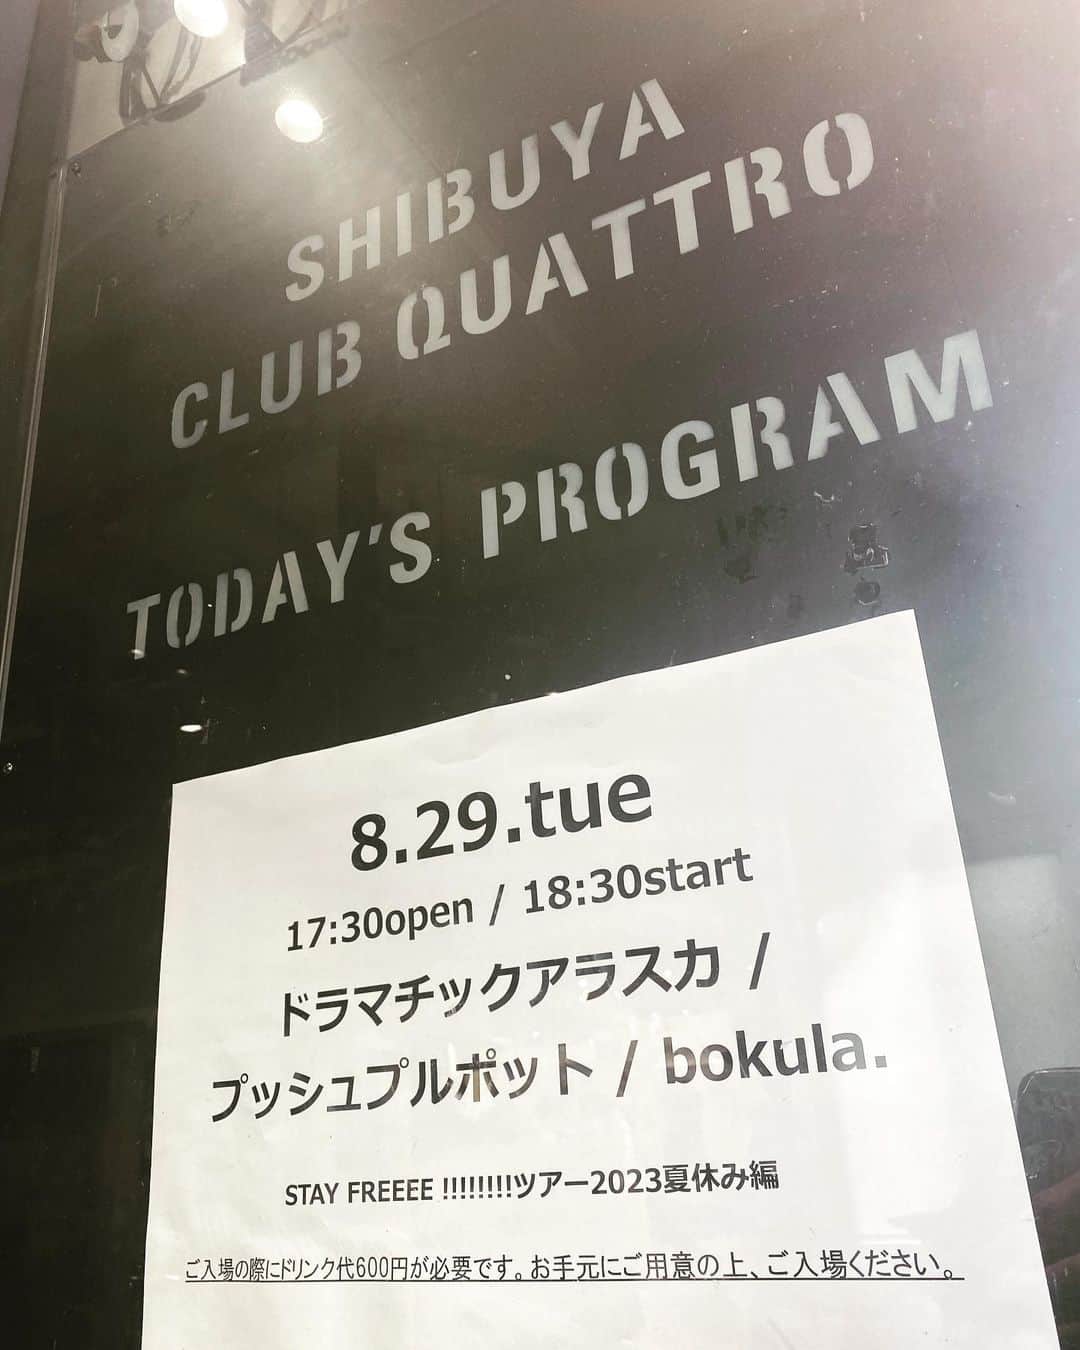 SHIBUYA
CLUB QUATTRO
TODAY'S PROGRAM
8.29.tue
17:30open / 18:30start
ドラマチックアラスカ /
プッシュプルポット / bokula.
STAY FREEEE !!!!!!!!ツアー2023夏休み編
ご入場の際にドリンク代600円が必要です。お手元にご用意の上、ご入場ください。